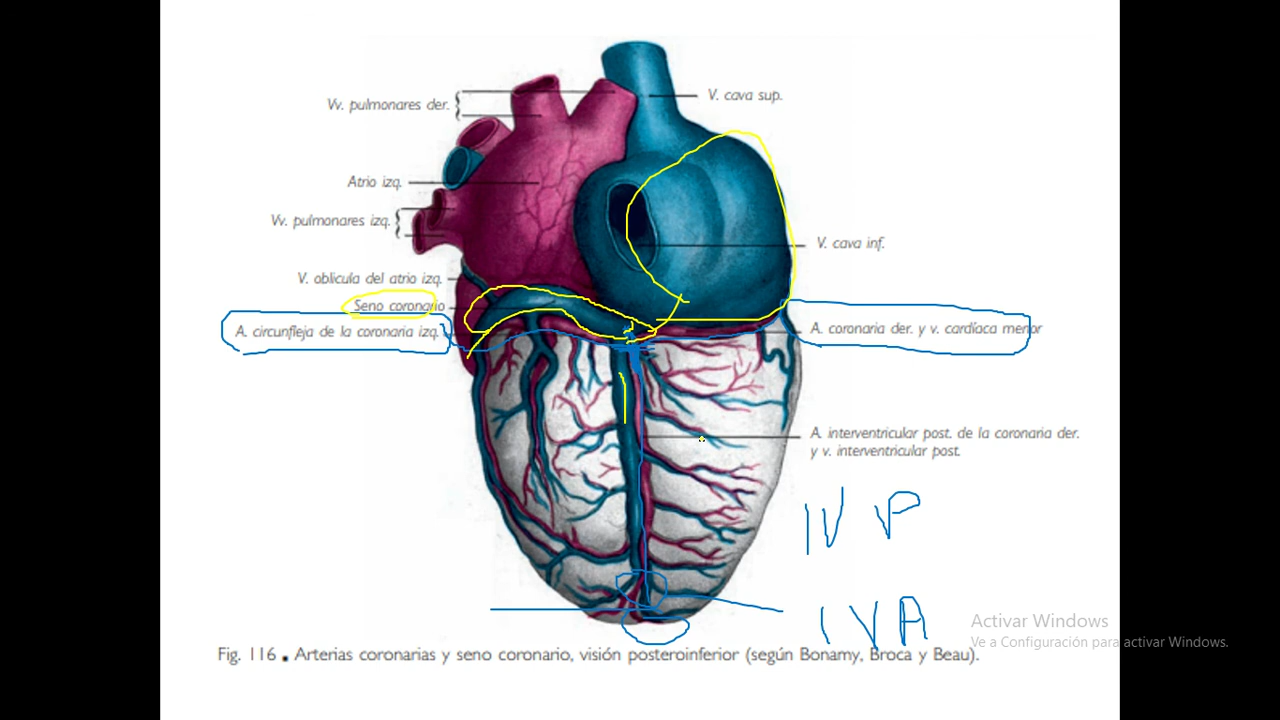 V. cava sup.
Vv. pulmonares der.
Atrio izq.
Vv. pulmonares izq.
V. cava inf.
V. oblicula del atrio izq.
Seno coronario
A. circunfleja de la coronaria izq.
A. coronaria der. y v. cardíaca menor
A. interventricular post. de la coronaria der.
y v. interventricular post.
IV P
IVA
Activar Windows
Ve a Configuración para activar Windows.
Fig. 116. Arterias coronarias y seno coronario, visión posteroinferior (según Bonamy, Broca y Beau).